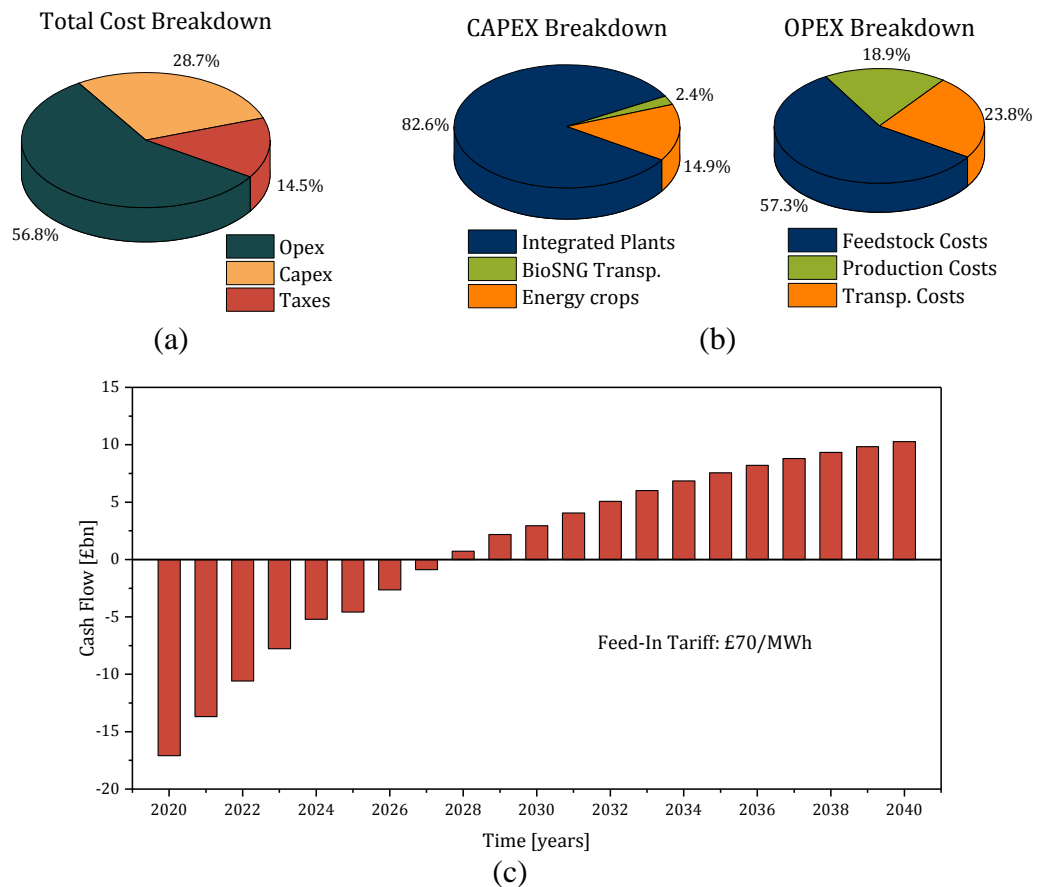 (a)
Total Cost Breakdown
28.7%
14.5%
56.8%
Opex
Capex
Taxes
CAPEX Breakdown
2.4%
82.6%
14.9%
Integrated Plants
BioSNG Transp.
Energy crops
OPEX Breakdown
18.9%
23.8%
57.3%
Feedstock Costs
Production Costs
Transp. Costs
(a)
(b)
15
10
5
0
-5
-10
-15
-20
Cash Flow [£bn]
Feed-In Tariff: £70/MWh
2020 2022 2024 2026 2028 2030 2032 2034 2036 2038 2040
Time [years]
(c)